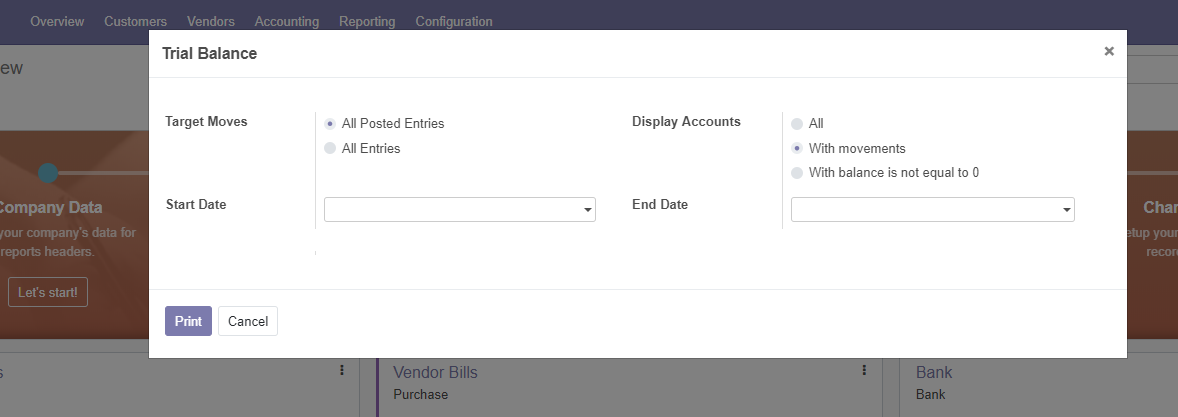 Overview Customers Vendors Accounting Reporting Configuration
ew
Trial Balance ×
Target Moves
All Posted Entries
All Entries
Display Accounts
All
With movements
With balance is not equal to 0
Start Date
End Date
Company Data
your company's data for
reports headers.
Let's start!
Char
etup your
recor
Print Cancel
s
Vendor Bills
Purchase
Bank
Bank